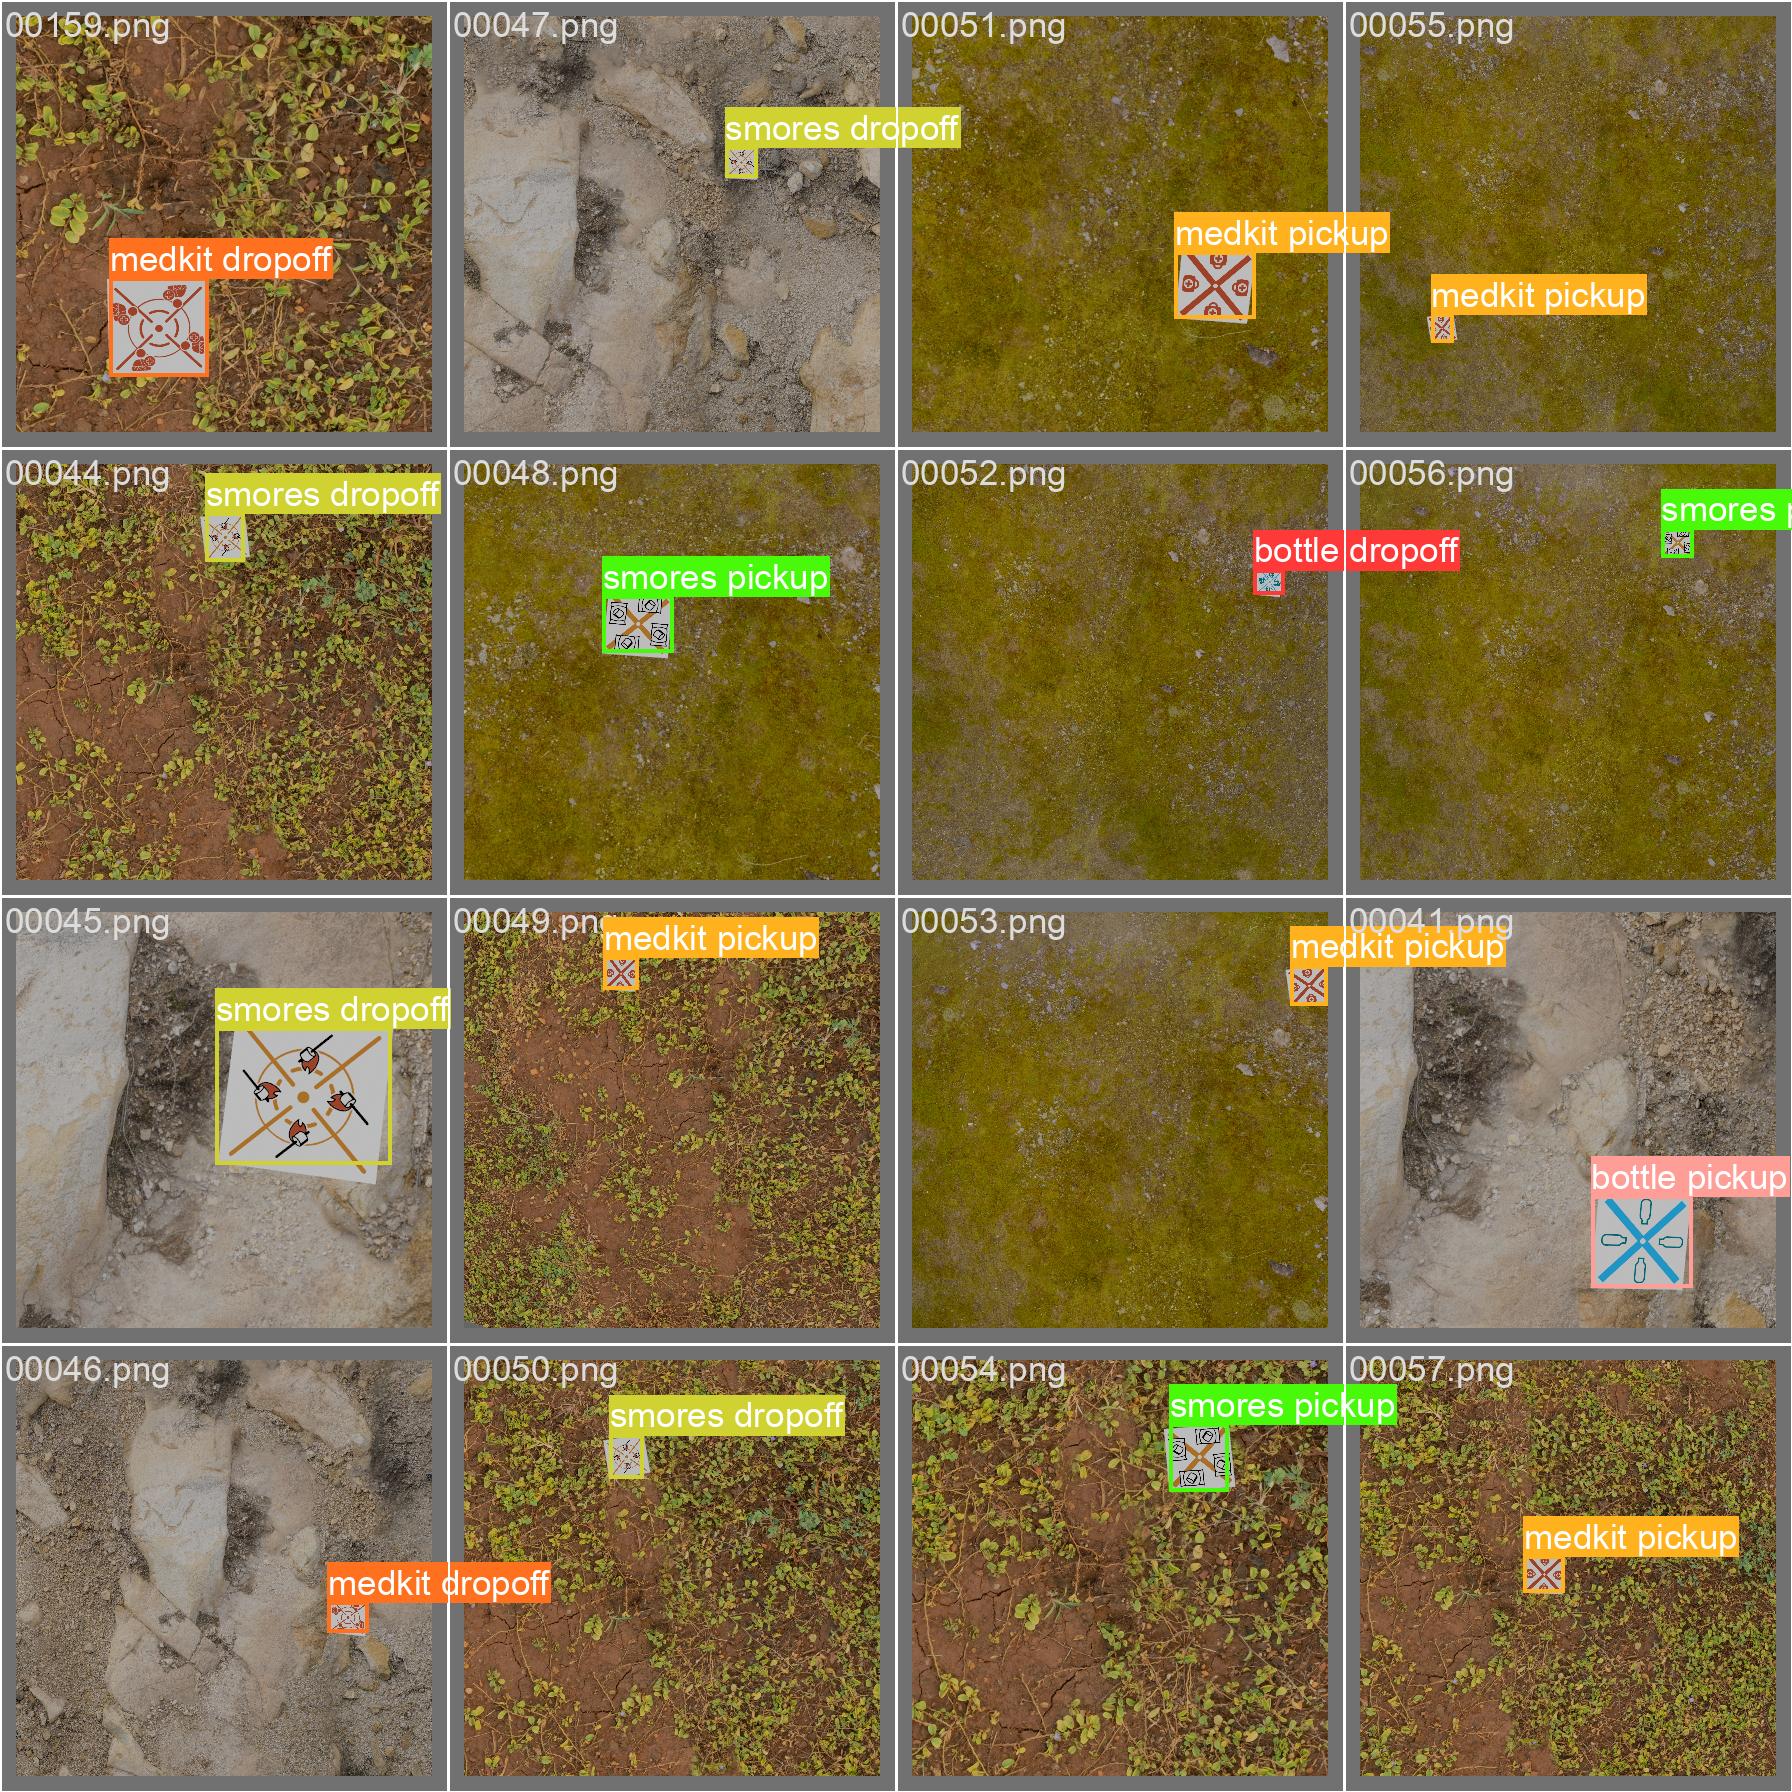 00159.png
00047.png
00051.png
00055.png
smores dropoff
medkit pickup
medkit dropoff
medkit pickup
00044.png
00048.png
00052.png
00056.png
smores dropoff
smores p
bottle dropoff
smores pickup
00045.png
00049.png
00053.png
00041.png
medkit pickup
medkit pickup
smores dropoff
bottle pickup
00046.png
00050.png
00054.png
00057.png
smores dropoff
smores pickup
medkit pickup
medkit dropoff